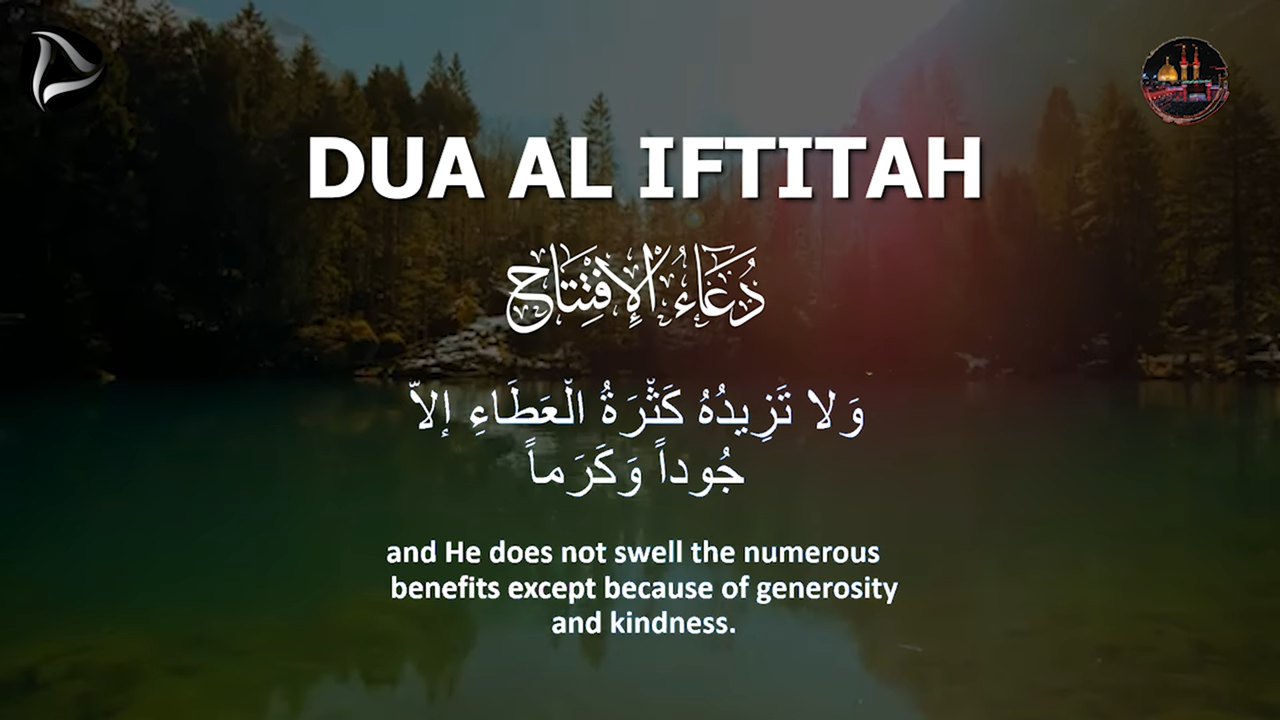 DUA AL IFTITAH
دُعَاءُ الْإِفْتِتَاح
وَلا تَزِيدُهُ كَثْرَةُ الْعَطَاءِ إلاّ
جُوداً وَكَرَماً
and He does not swell the numerous
benefits except because of generosity
and kindness.